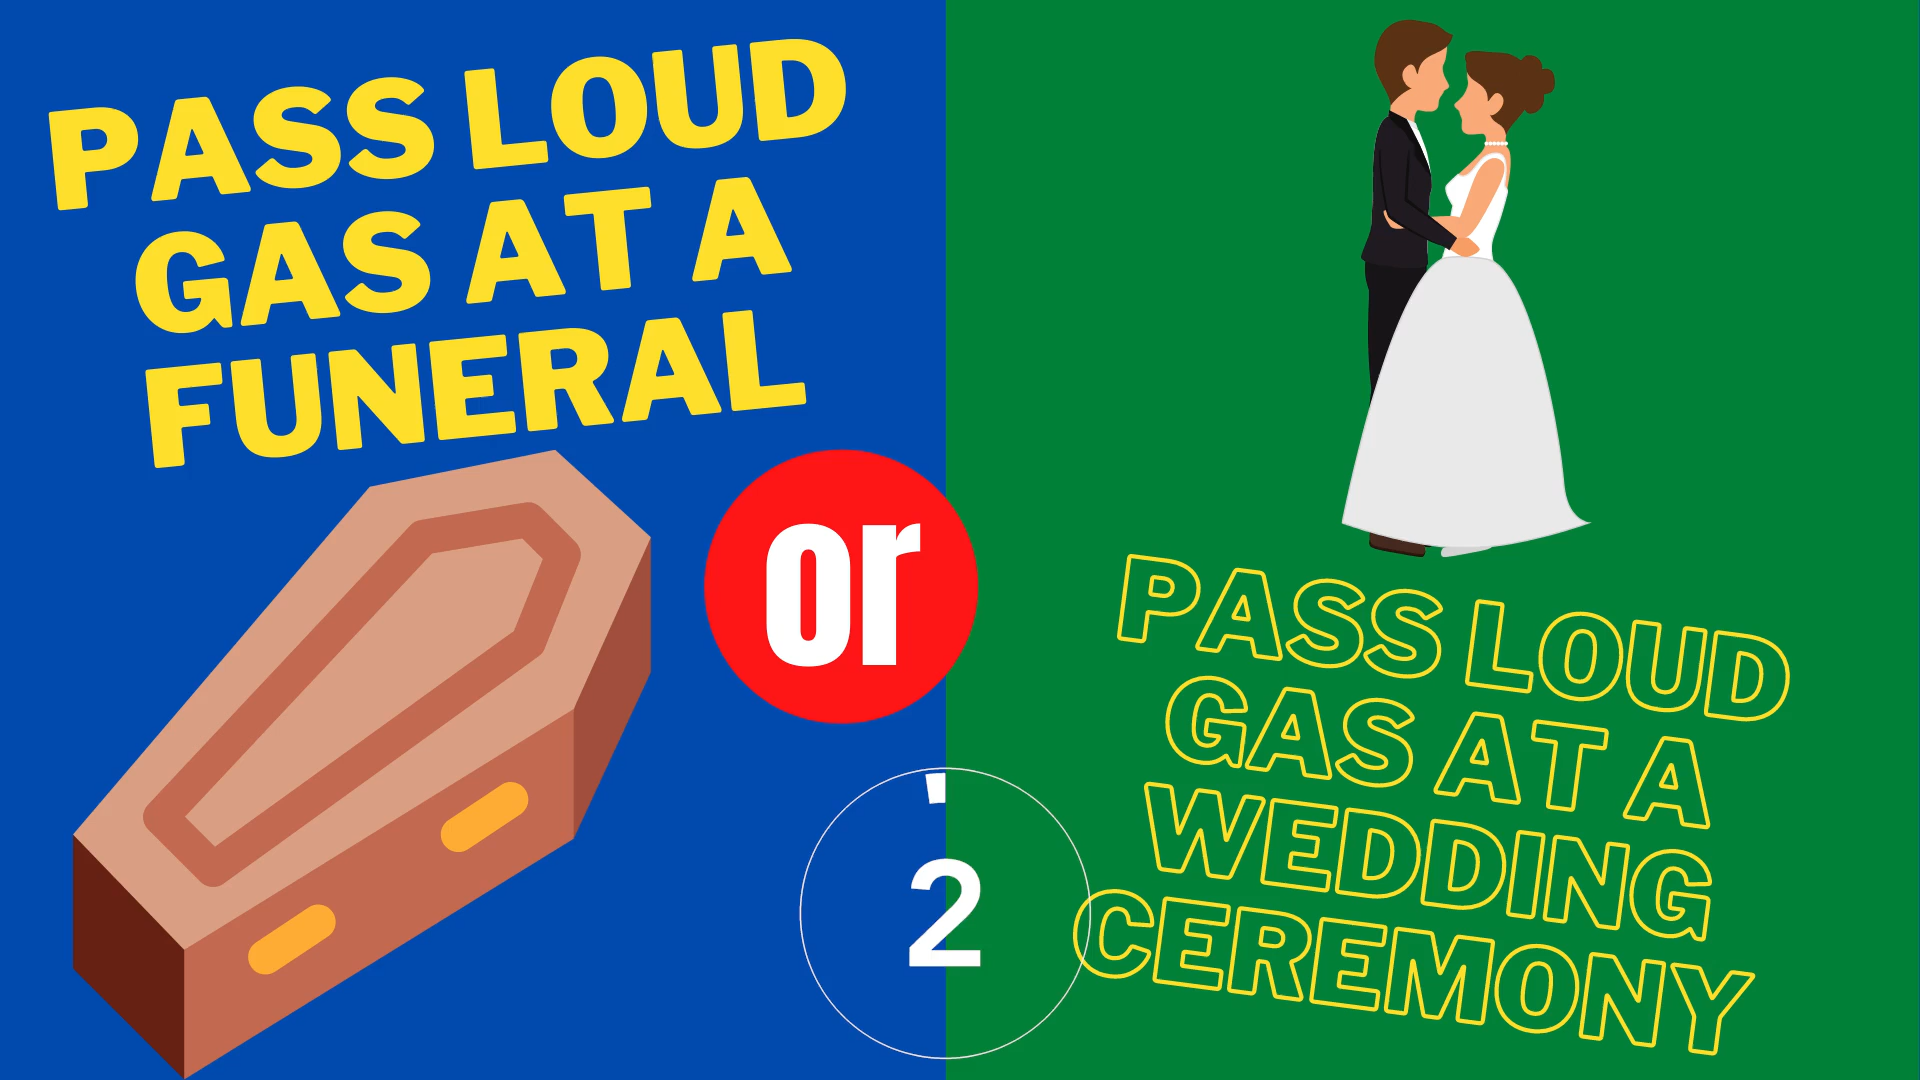 PASS LOUD
GAS AT A
FUNERAL
or
2
PASS LOUD
GAS AT A
WEDDING
CEREMONY